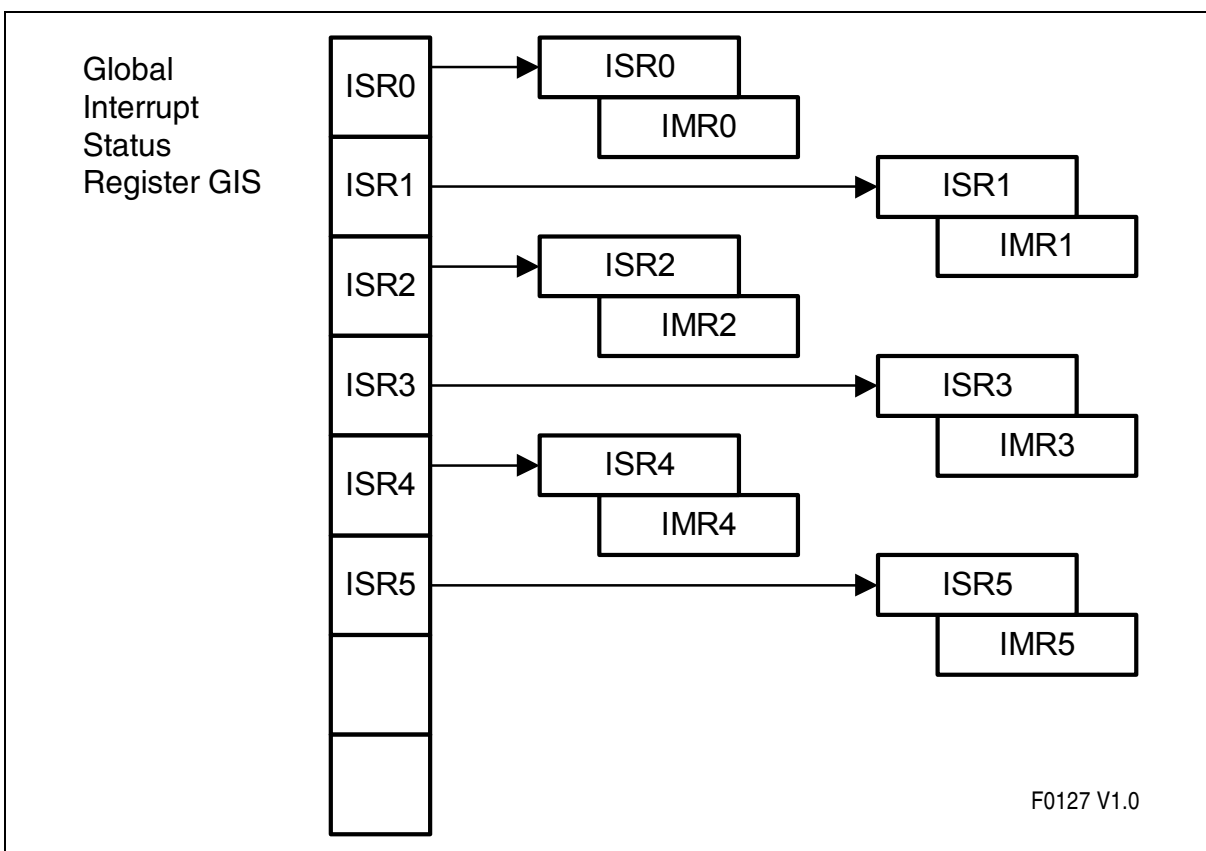 Global
Interrupt
Status
Register GIS
ISR0
ISR0
IMR0
ISR1
ISR1
IMR1
ISR2
ISR2
IMR2
ISR3
ISR3
IMR3
ISR4
ISR4
IMR4
ISR5
ISR5
IMR5
F0127 V1.0